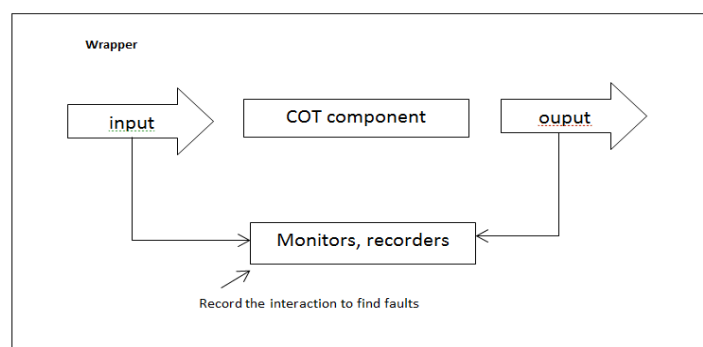 Wrapper
input
COT component
ouput
Monitors, recorders
Record the interaction to find faults